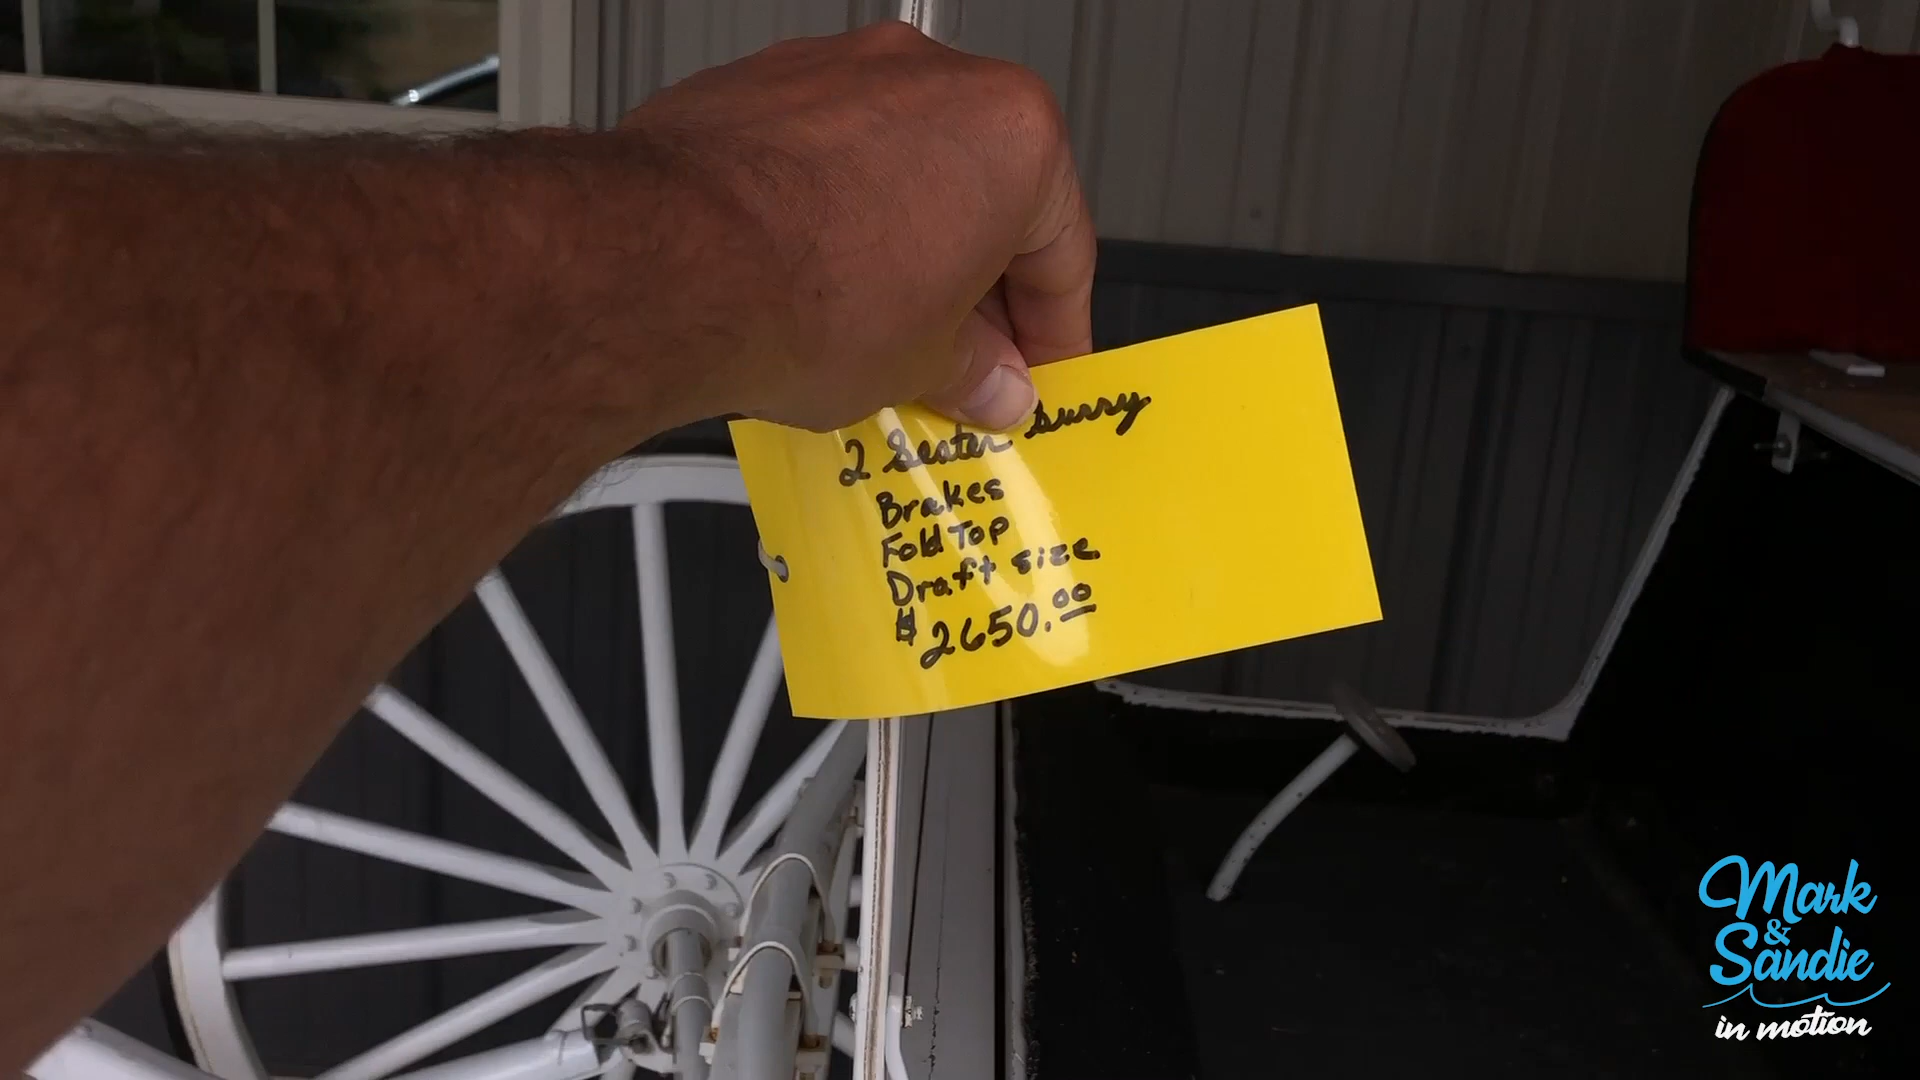 2 Seater Surry
Brakes
Fold Top
Draft size
$2650.00
Mark
&
Sandie
in motion